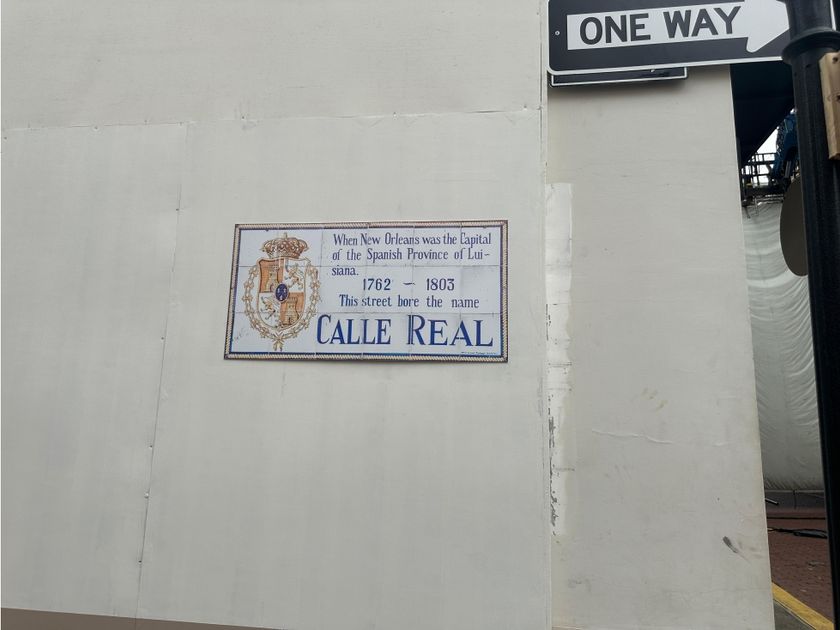 ONE WAY
When New Orleans was the Capital
of the Spanish Province of Lui-
siana.
1762 — 1803
This street bore the name
CALLE REAL